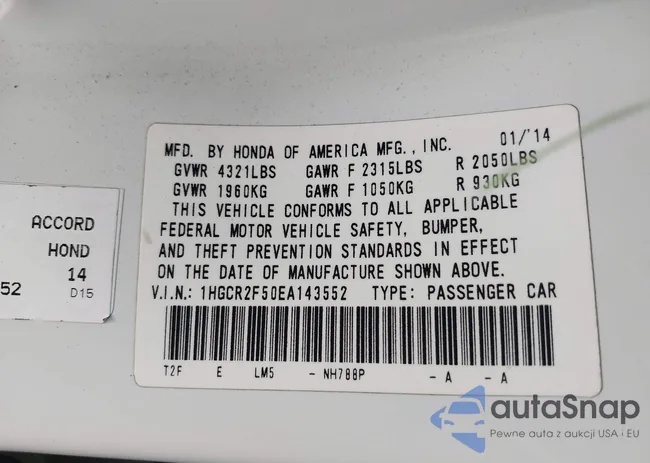 MFD. BY HONDA OF AMERICA MFG., INC. 01/'14
GVWR 4321LBS GAWR F 2315LBS R 2050LBS
GVWR 1960KG GAWR F 1050KG R 930KG
THIS VEHICLE CONFORMS TO ALL APPLICABLE
FEDERAL MOTOR VEHICLE SAFETY, BUMPER,
AND THEFT PREVENTION STANDARDS IN EFFECT
ON THE DATE OF MANUFACTURE SHOWN ABOVE.
V.I.N.: 1HGCR2F50EA143552 TYPE: PASSENGER CAR
T2F E LM5 - NH788P - A - A
ACCORD
HOND
14
52 D15
autaSnap
Pewne auta z aukcji USA i EU